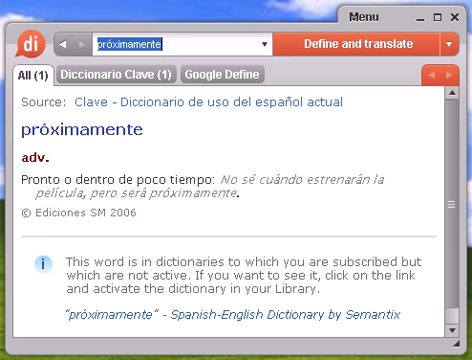 Menu
di
próximamente
Define and translate
All (1)
Diccionario Clave (1)
Google Define
Source: Clave - Diccionario de uso del español actual
próximamente
adv.
Pronto o dentro de poco tiempo: No sé cuándo estrenarán la
película, pero será próximamente.
© Ediciones SM 2006
i
This word is in dictionaries to which you are subscribed but
which are not active. If you want to see it, click on the link
and activate the dictionary in your Library.
"próximamente" - Spanish-English Dictionary by Semantix